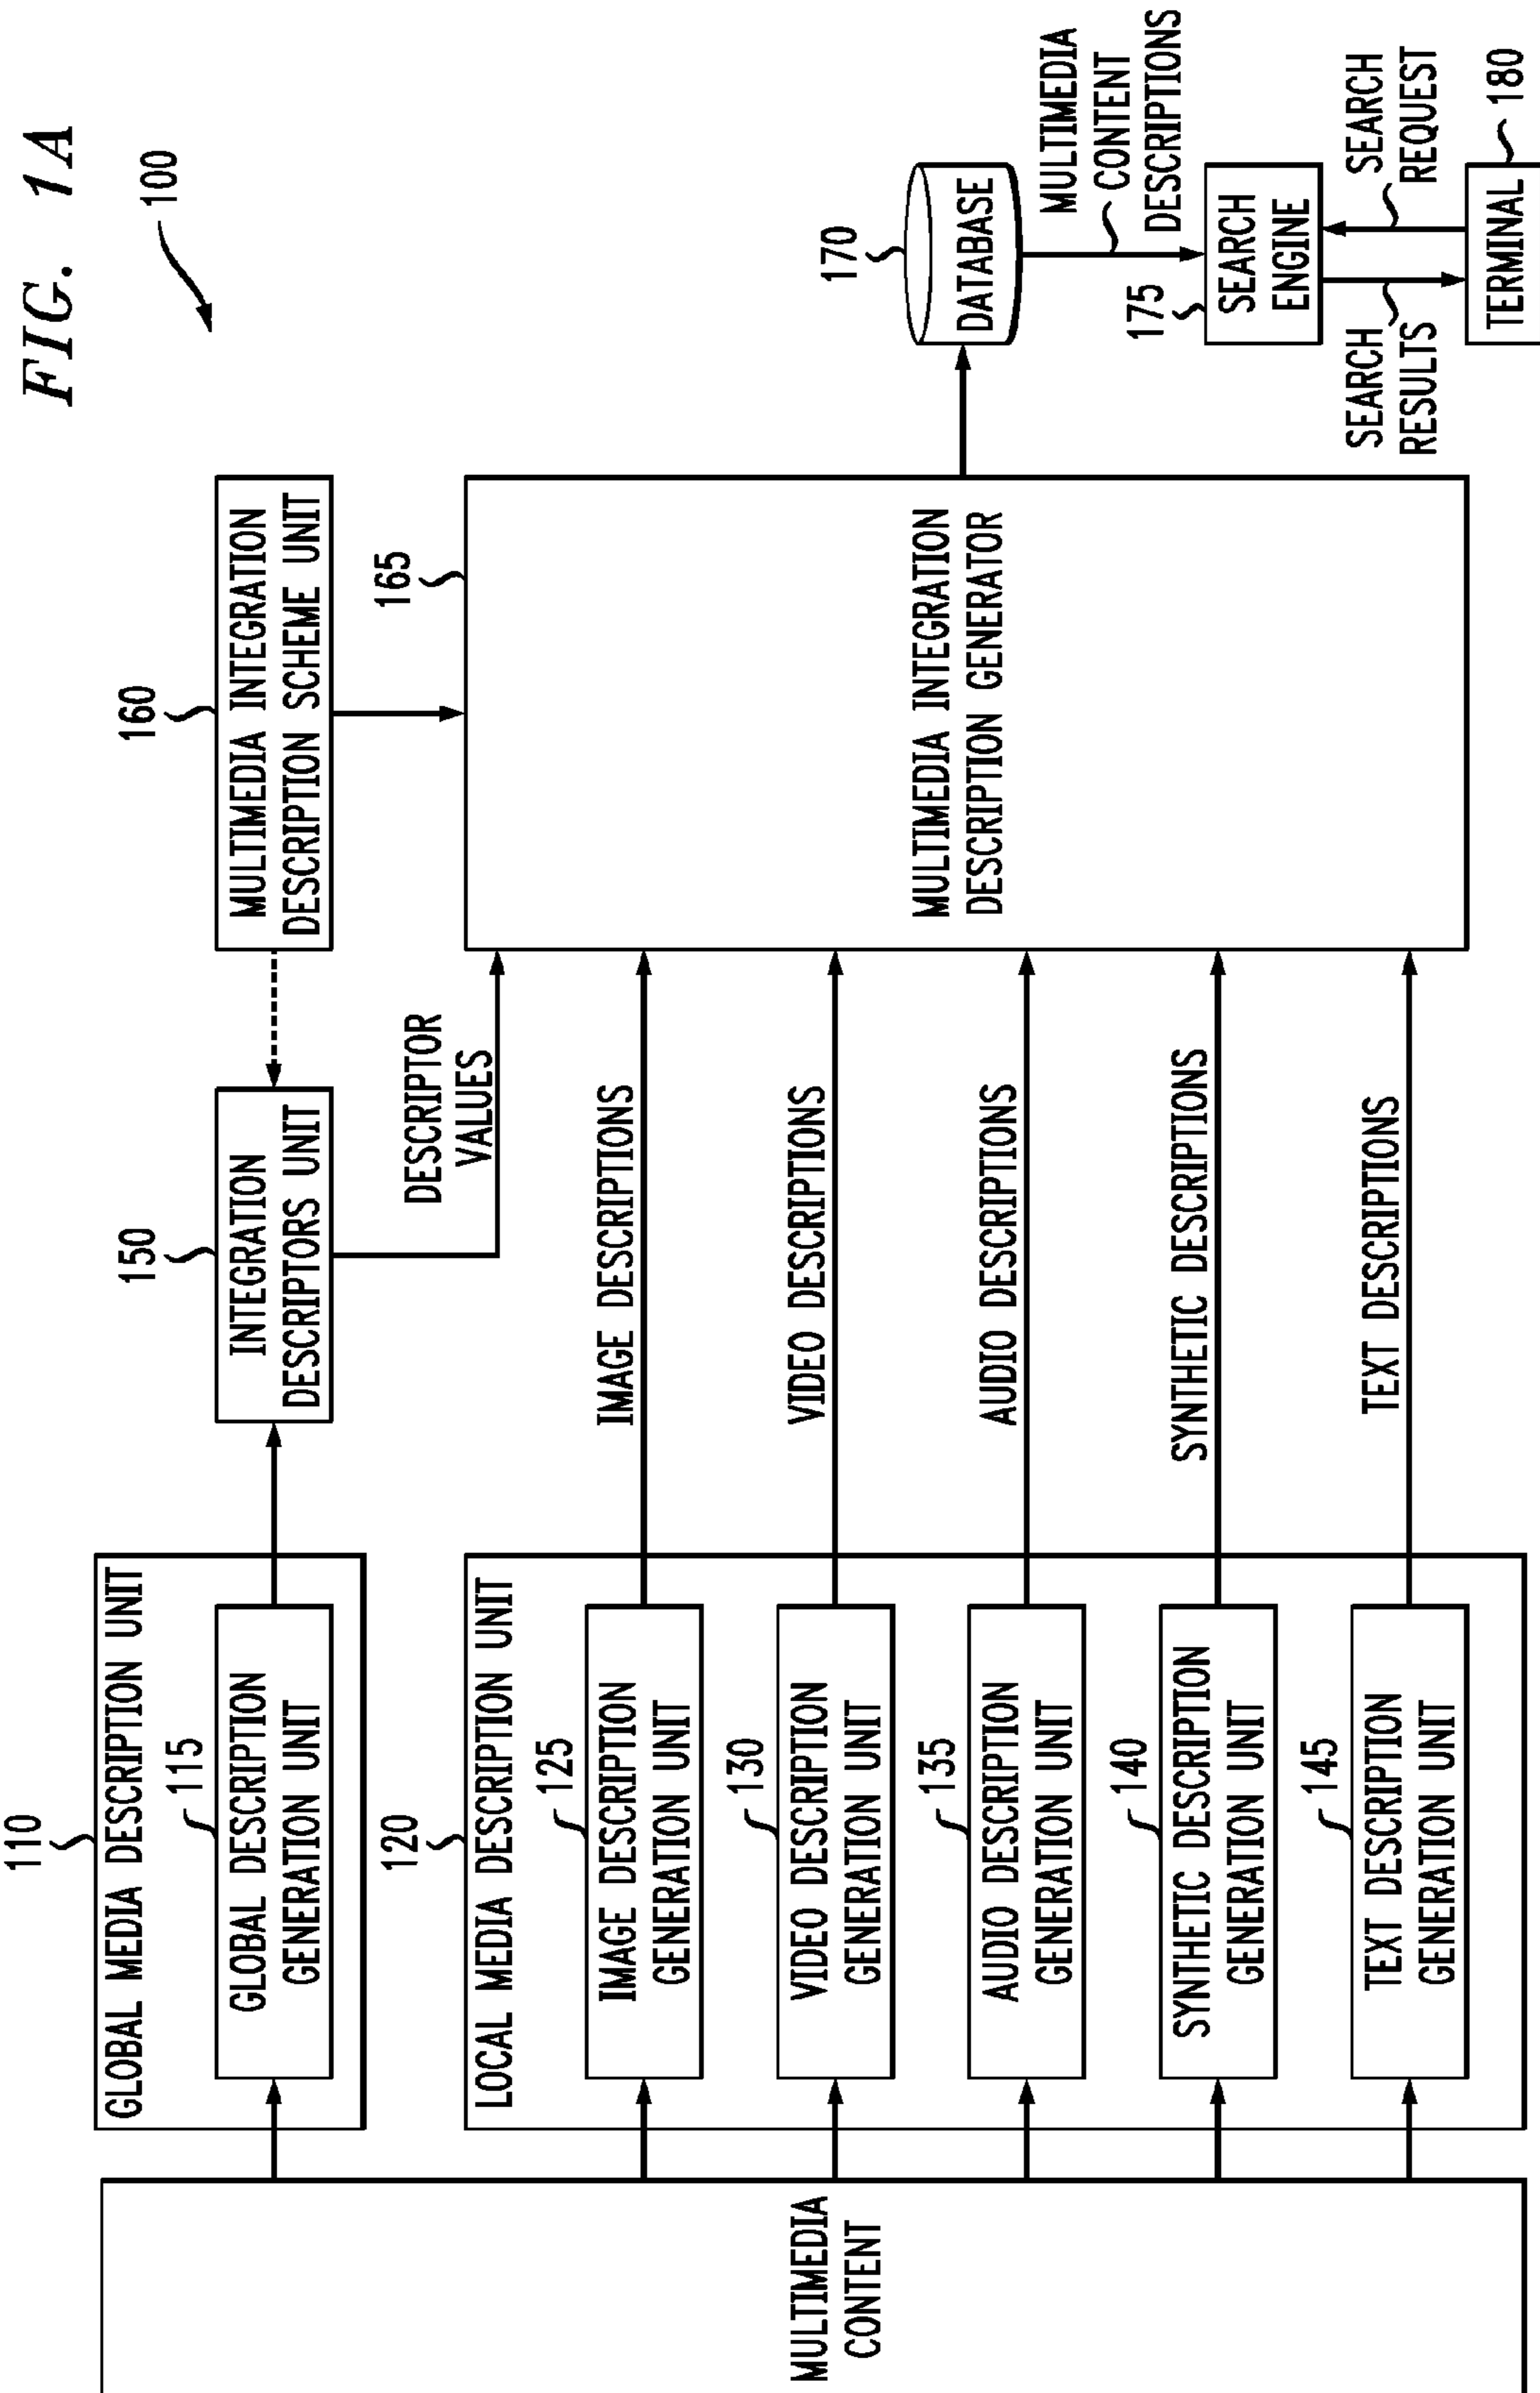 FIG. 1A
100
110
GLOBAL MEDIA DESCRIPTION UNIT
115
GLOBAL DESCRIPTION
GENERATION UNIT
150
INTEGRATION
DESCRIPTORS UNIT
160
MULTIMEDIA INTEGRATION
DESCRIPTION SCHEME UNIT
DESCRIPTOR
VALUES
165
MULTIMEDIA INTEGRATION
DESCRIPTION GENERATOR
MULTIMEDIA
CONTENT
120
LOCAL MEDIA DESCRIPTION UNIT
125
IMAGE DESCRIPTION
GENERATION UNIT
IMAGE DESCRIPTIONS
130
VIDEO DESCRIPTION
GENERATION UNIT
VIDEO DESCRIPTIONS
135
AUDIO DESCRIPTION
GENERATION UNIT
AUDIO DESCRIPTIONS
140
SYNTHETIC DESCRIPTION
GENERATION UNIT
SYNTHETIC DESCRIPTIONS
145
TEXT DESCRIPTION
GENERATION UNIT
TEXT DESCRIPTIONS
170
DATABASE
MULTIMEDIA
CONTENT
DESCRIPTIONS
175
SEARCH
ENGINE
SEARCH
RESULTS
SEARCH
REQUEST
TERMINAL
180